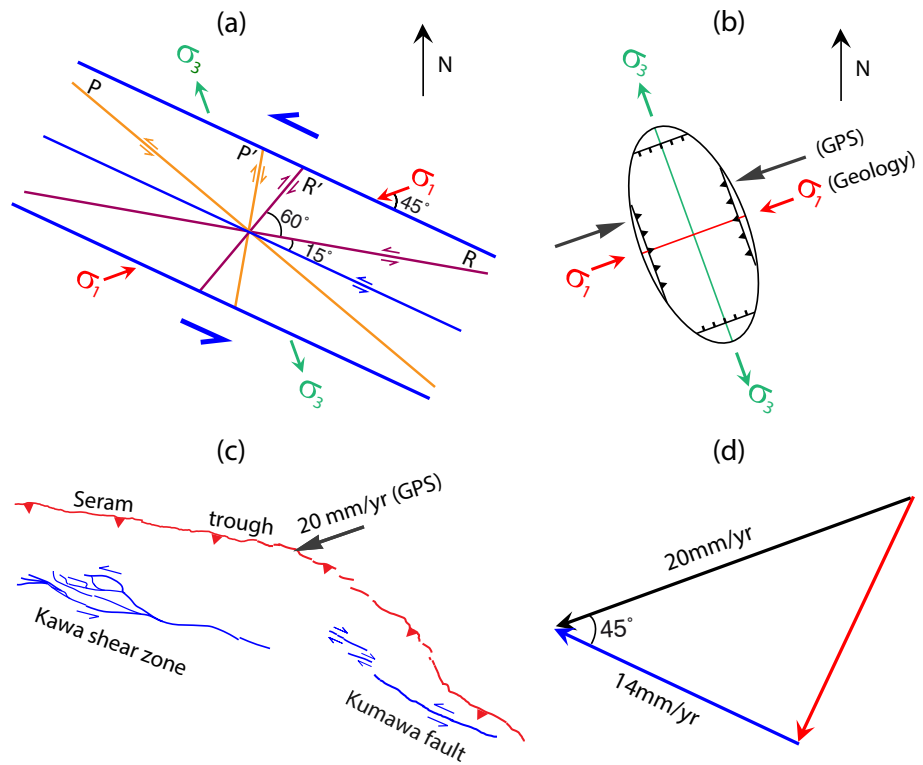 (a)
N
σ3
P
P′
R′
σ1
45°
60°
15°
R
σ1
σ3
(b)
N
σ3
(GPS)
σ1 (Geology)
σ1
σ3
(c)
Seram
trough
20 mm/yr (GPS)
Kawa shear zone
Kumawa fault
(d)
20mm/yr
45°
14mm/yr